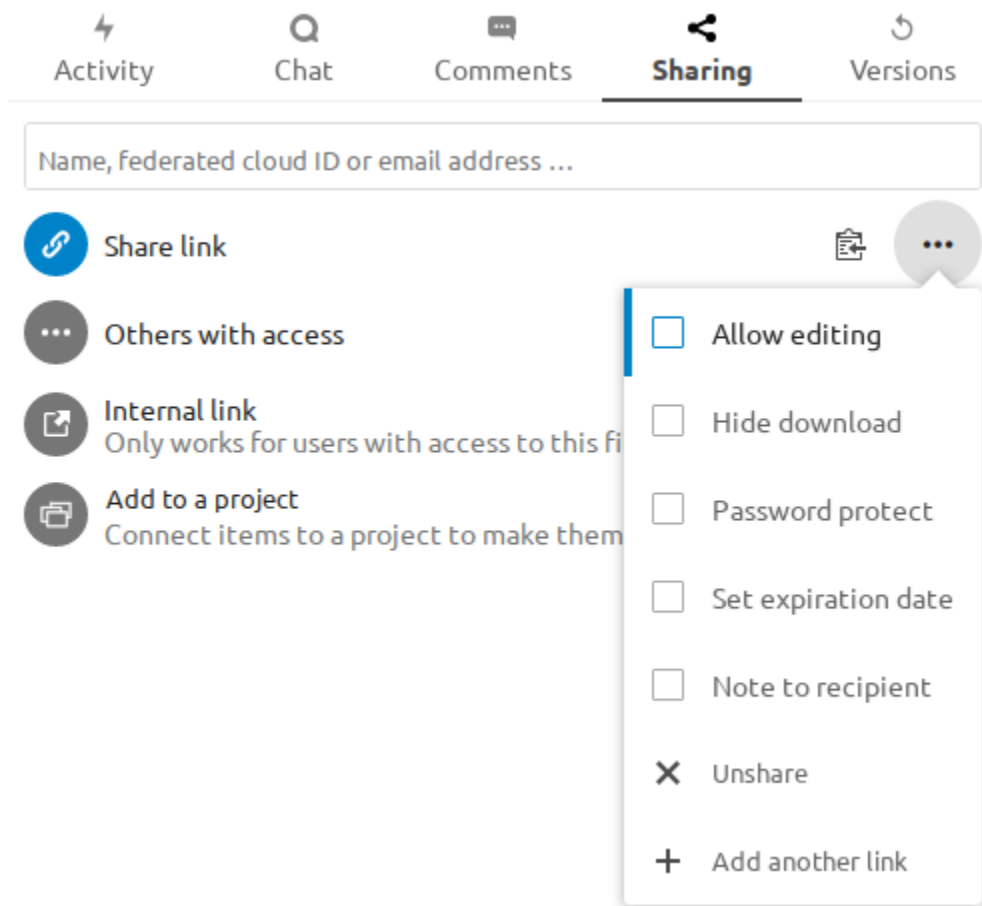 Activity
Chat
Comments
Sharing
Versions
Name, federated cloud ID or email address ...
Share link
Others with access
Internal link
Only works for users with access to this fi
Add to a project
Connect items to a project to make them
Allow editing
Hide download
Password protect
Set expiration date
Note to recipient
Unshare
Add another link